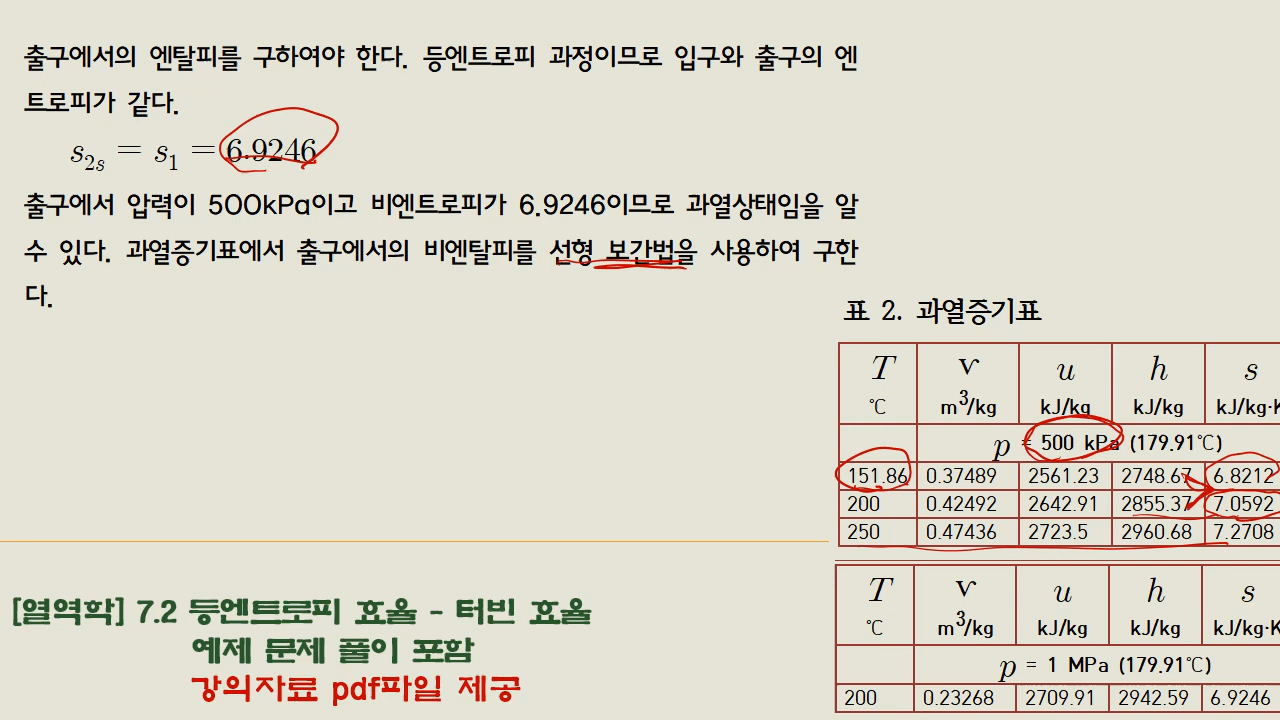 출구에서의 엔탈피를 구하여야 한다. 등엔트로피 과정이므로 입구와 출구의 엔
트로피가 같다.
s2s = s1 = 6.9246
출구에서 압력이 500kPa이고 비엔트로피가 6.9246이므로 과열상태임을 알
수 있다. 과열증기표에서 출구에서의 비엔탈피를 선형 보간법을 사용하여 구한
다.
표 2. 과열증기표
T v u h s
℃ m³/kg kJ/kg kJ/kg kJ/kg·K
p = 500 kPa (179.91℃)
151.86 0.37489 2561.23 2748.67 6.8212
200 0.42492 2642.91 2855.37 7.0592
250 0.47436 2723.5 2960.68 7.2708
T v u h s
℃ m³/kg kJ/kg kJ/kg kJ/kg·K
p = 1 MPa (179.91℃)
200 0.23268 2709.91 2942.59 6.9246
[열역학] 7.2 등엔트로피 효율 - 터빈 효율
예제 문제 풀이 포함
강의자료 pdf파일 제공